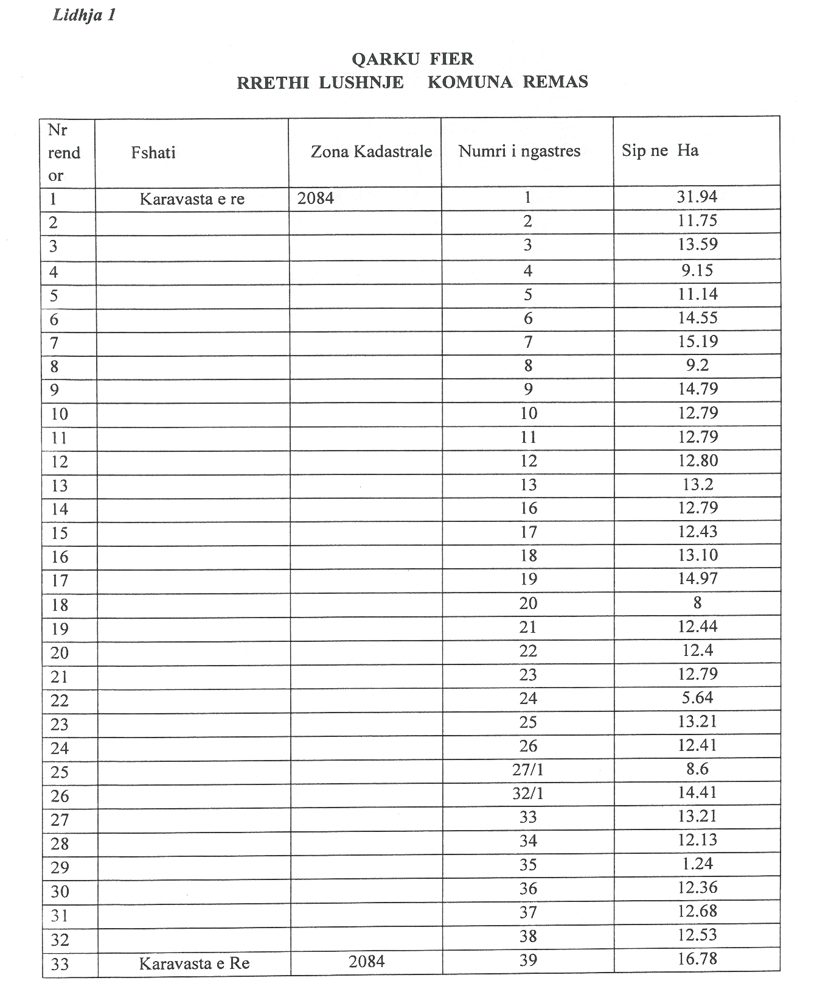 Lidhja 1
QARKU FIER
RRETHI LUSHNJE KOMUNA REMAS
Nr rend or Fshati Zona Kadastrale Numri i ngastres Sip ne Ha
1 Karavasta e re 2084 1 31.94
2 2 11.75
3 3 13.59
4 4 9.15
5 5 11.14
6 6 14.55
7 7 15.19
8 8 9.2
9 9 14.79
10 10 12.79
11 11 12.79
12 12 12.80
13 13 13.2
14 16 12.79
15 17 12.43
16 18 13.10
17 19 14.97
18 20 8
19 21 12.44
20 22 12.4
21 23 12.79
22 24 5.64
23 25 13.21
24 26 12.41
25 27/1 8.6
26 32/1 14.41
27 33 13.21
28 34 12.13
29 35 1.24
30 36 12.36
31 37 12.68
32 38 12.53
33 Karavasta e Re 2084 39 16.78